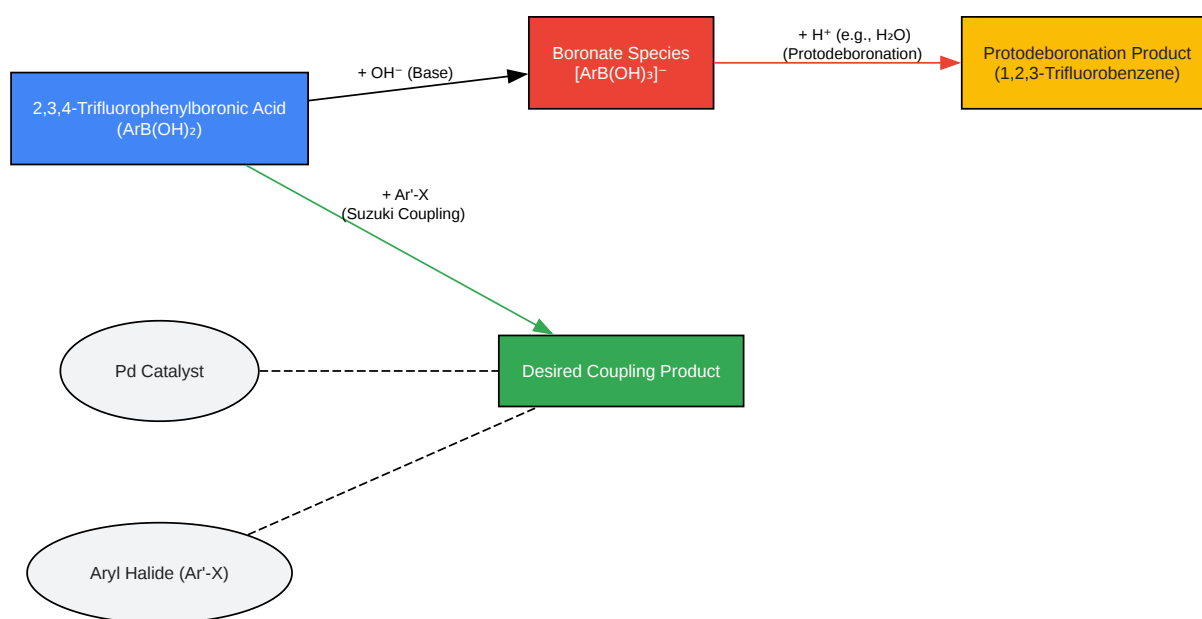 2,3,4-Trifluorophenylboronic Acid
(ArB(OH)₂)
+ OH⁻ (Base)
Boronate Species
[ArB(OH)₃]⁻
+ H⁺ (e.g., H₂O)
(Protodeboronation)
Protodeboronation Product
(1,2,3-Trifluorobenzene)
+ Ar'-X
(Suzuki Coupling)
Pd Catalyst
Desired Coupling Product
Aryl Halide (Ar'-X)